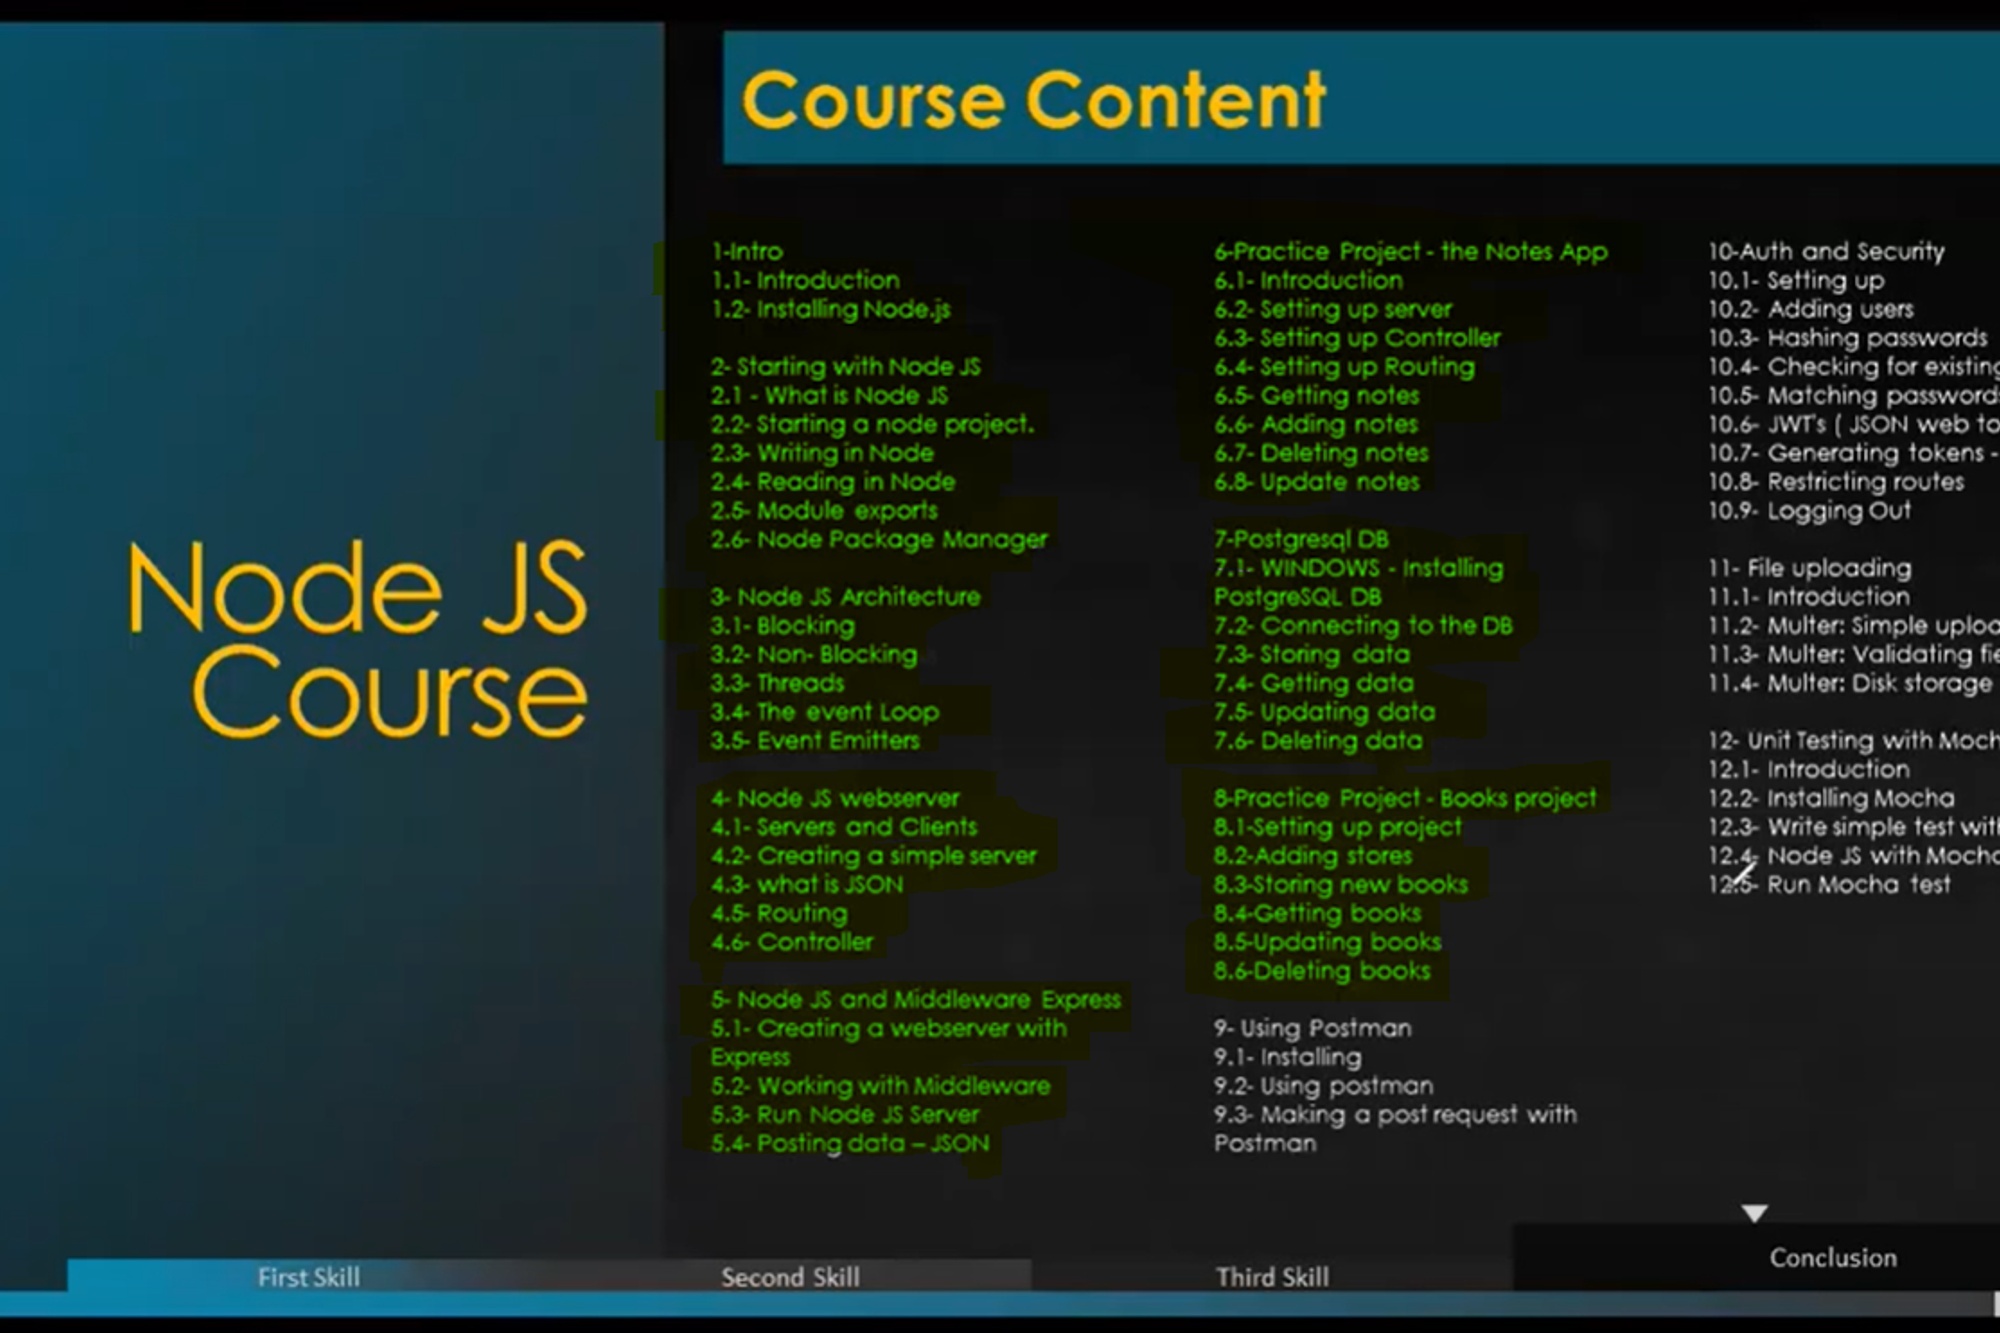 Course Content
Node JS
Course
1-Intro
1.1- Introduction
1.2- Installing Node.js
2- Starting with Node JS
2.1 - What is Node JS
2.2- Starting a node project.
2.3- Writing in Node
2.4- Reading in Node
2.5- Module exports
2.6- Node Package Manager
3- Node JS Architecture
3.1- Blocking
3.2- Non- Blocking
3.3- Threads
3.4- The event Loop
3.5- Event Emitters
4- Node JS webserver
4.1- Servers and Clients
4.2- Creating a simple server
4.3- what is JSON
4.5- Routing
4.6- Controller
5- Node JS and Middleware Express
5.1- Creating a webserver with
Express
5.2- Working with Middleware
5.3- Run Node JS Server
5.4- Posting data – JSON
6-Practice Project - the Notes App
6.1- Introduction
6.2- Setting up server
6.3- Setting up Controller
6.4- Setting up Routing
6.5- Getting notes
6.6- Adding notes
6.7- Deleting notes
6.8- Update notes
7-Postgresql DB
7.1- WINDOWS - Installing
PostgreSQL DB
7.2- Connecting to the DB
7.3- Storing data
7.4- Getting data
7.5- Updating data
7.6- Deleting data
8-Practice Project - Books project
8.1-Setting up project
8.2-Adding stores
8.3-Storing new books
8.4-Getting books
8.5-Updating books
8.6-Deleting books
9- Using Postman
9.1- Installing
9.2- Using postman
9.3- Making a post request with
Postman
10-Auth and Security
10.1- Setting up
10.2- Adding users
10.3- Hashing passwords
10.4- Checking for existing
10.5- Matching password
10.6- JWT's ( JSON web
10.7- Generating tokens -
10.8- Restricting routes
10.9- Logging Out
11- File uploading
11.1- Introduction
11.2- Multer: Simple
11.3- Multer: Validating
11.4- Multer: Disk storage
12- Unit Testing with
12.1- Introduction
12.2- Installing Mocha
12.3- Write simple test
12.4- Node JS with
12.5- Run Mocha test
First Skill
Second Skill
Third Skill
Conclusion